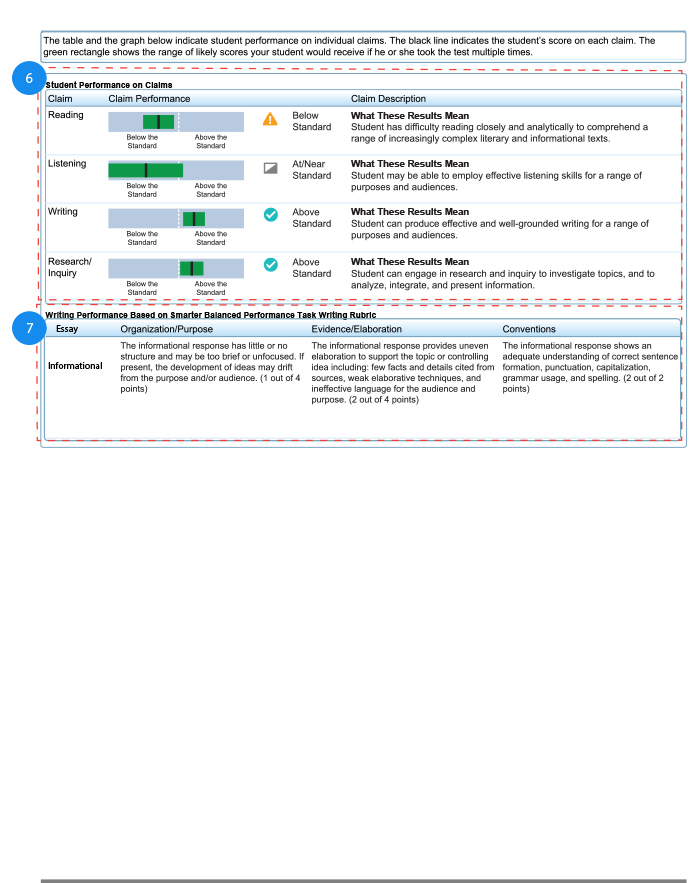 The table and the graph below indicate student performance on individual claims. The black line indicates the student's score on each claim. The
green rectangle shows the range of likely scores your student would receive if he or she took the test multiple times.
6
Student Performance on Claims
Claim Claim Performance Claim Description
Reading
Below the Standard Above the Standard
Below Standard
What These Results Mean
Student has difficulty reading closely and analytically to comprehend a
range of increasingly complex literary and informational texts.
Listening
Below the Standard Above the Standard
At/Near Standard
What These Results Mean
Student may be able to employ effective listening skills for a range of
purposes and audiences.
Writing
Below the Standard Above the Standard
Above Standard
What These Results Mean
Student can produce effective and well-grounded writing for a range of
purposes and audiences.
Research/
Inquiry
Below the Standard Above the Standard
Above Standard
What These Results Mean
Student can engage in research and inquiry to investigate topics, and to
analyze, integrate, and present information.
7
Writing Performance Based on Smarter Balanced Performance Task Writing Rubric
Essay Organization/Purpose Evidence/Elaboration Conventions
Informational
The informational response has little or no
structure and may be too brief or unfocused. If
present, the development of ideas may drift
from the purpose and/or audience. (1 out of 4
points)
The informational response provides uneven
elaboration to support the topic or controlling
idea including: few facts and details cited from
sources, weak elaborative techniques, and
ineffective language for the audience and
purpose. (2 out of 4 points)
The informational response shows an
adequate understanding of correct sentence
formation, punctuation, capitalization,
grammar usage, and spelling. (2 out of 2
points)